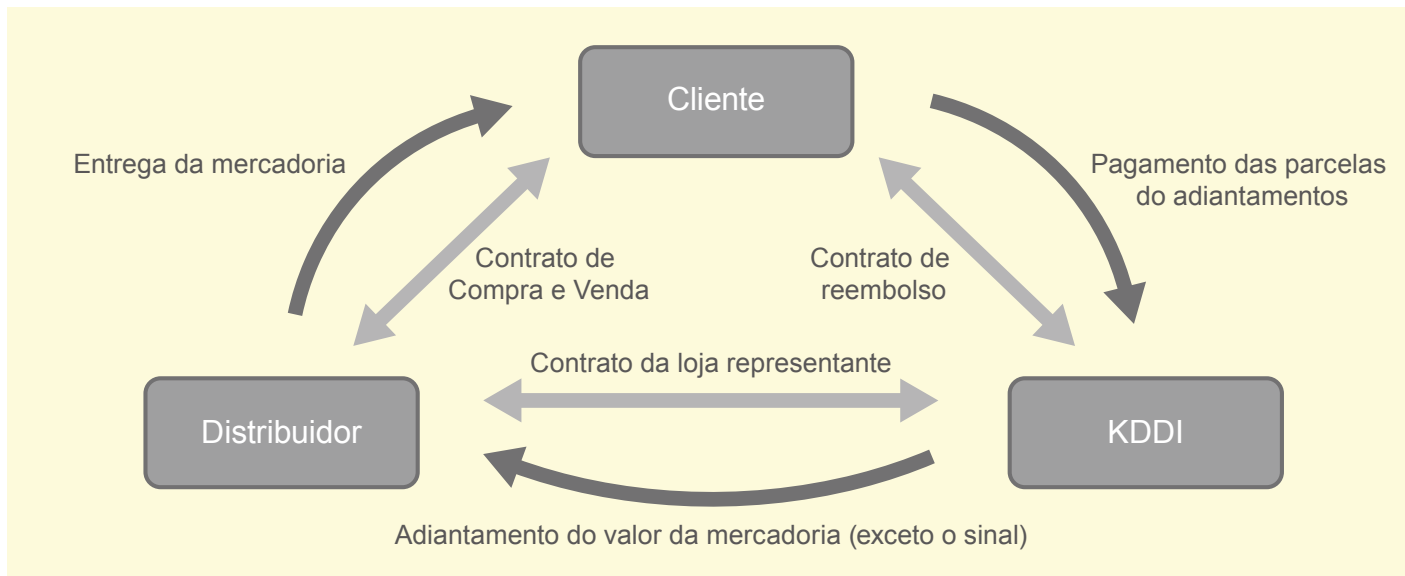 Cliente
Entrega da mercadoria
Pagamento das parcelas
do adiantamentos
Contrato de
Compra e Venda
Contrato de
reembolso
Contrato da loja representante
Distribuidor
KDDI
Adiantamento do valor da mercadoria (exceto o sinal)